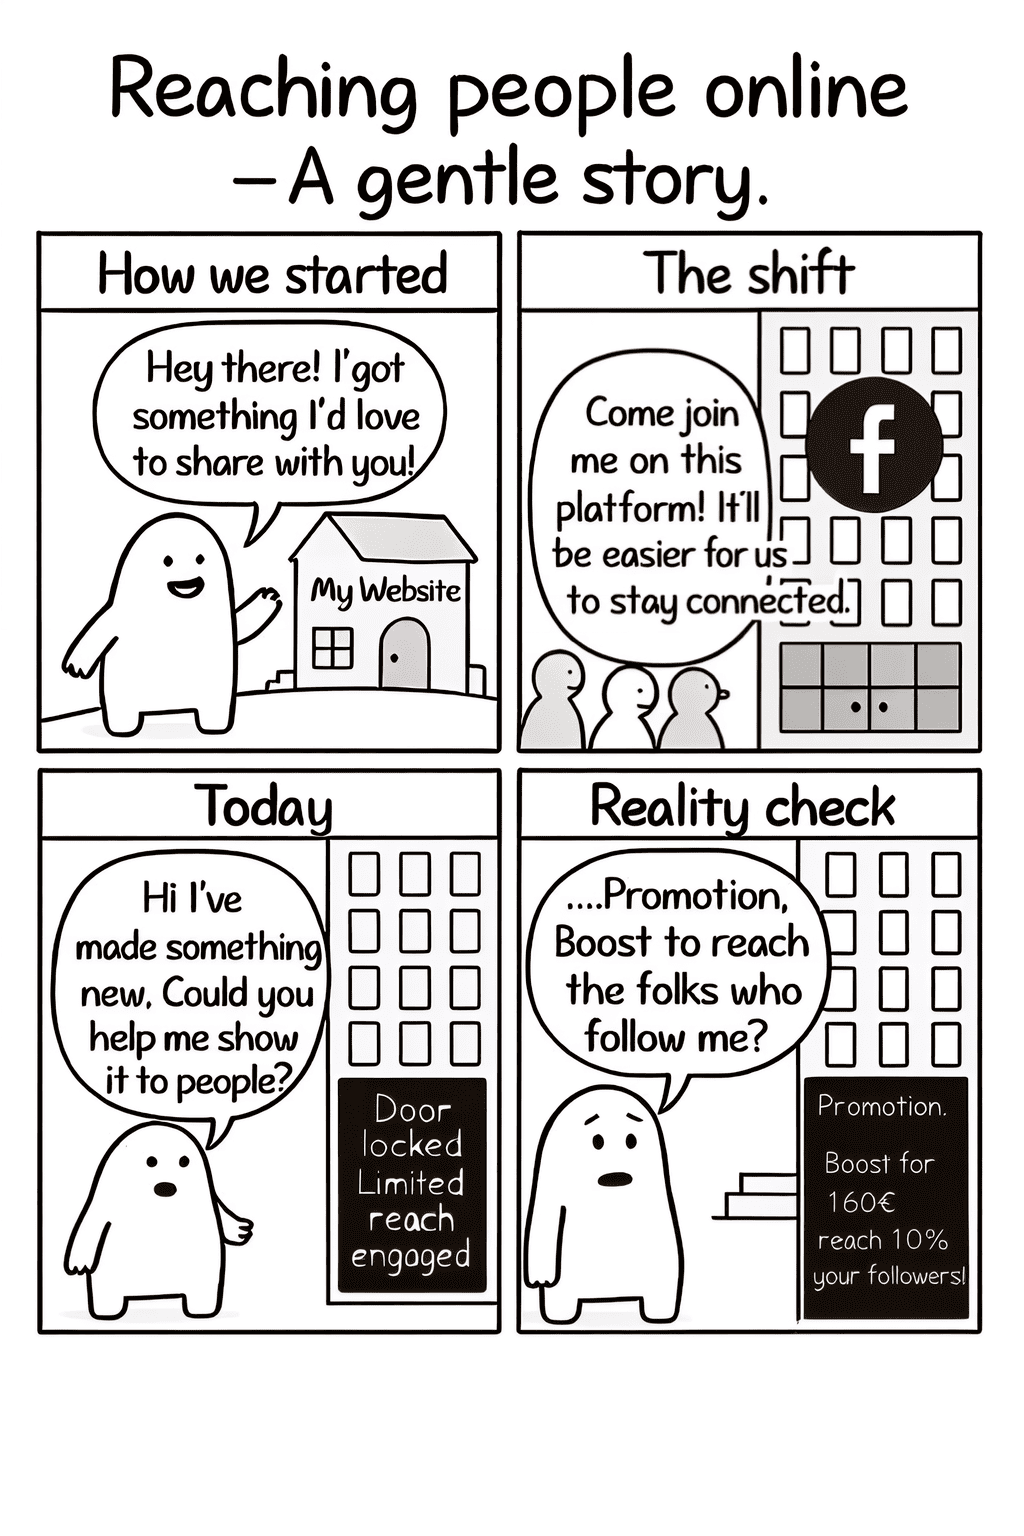 Reaching people online
– A gentle story.
How we started
Hey there! I'got
something I'd love
to share with you!
My Website
The shift
Come join
me on this
platform! It'll
be easier for us
to stay connected.
f
Today
Hi I've
made something
new, Could you
help me show
it to people?
Door
locked
Limited
reach
engaged
Reality check
....Promotion,
Boost to reach
the folks who
follow me?
Promotion.
Boost for
160€
reach 10%
your followers!